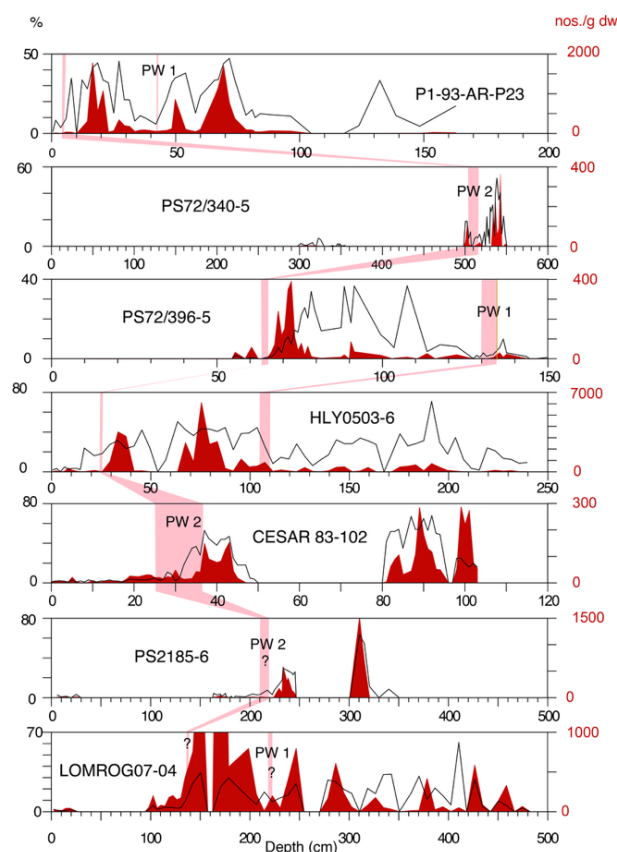 % nos./g dw
50 2000
PW 1
P1-93-AR-P23
1000
0 0
0 50 100 150 200
60 400
PW 2
PS72/340-5
200
0 0
0 100 200 300 400 500 600
40 400
PS72/396-5
PW 1
200
0 0
0 50 100 150
80 7000
HLY0503-6
0 0
0 50 100 150 200 250
80 300
PW 2
CESAR 83-102
0 0
0 20 40 60 80 100 120
80 1500
PW 2
?
PS2185-6
0 0
0 100 200 300 400 500
70 1000
?
PW 1
?
LOMROG07-04
0 0
0 100 200 300 400 500
Depth (cm)